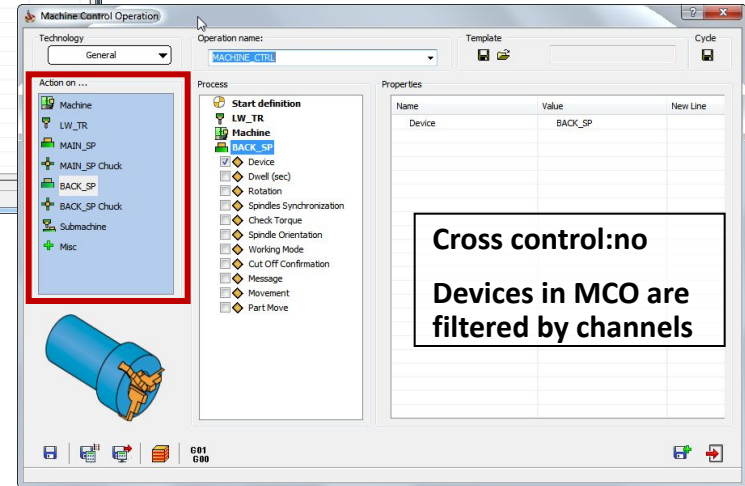 Machine Control Operation
Technology
General
Operation name:
MACHINE_CTRL
Template
Cycle
Action on ...
Machine
LW_TR
MAIN_SP
MAIN_SP Chuck
BACK_SP
BACK_SP Chuck
Submachine
Misc
Process
Start definition
LW_TR
Machine
BACK_SP
Device
Dwell (sec)
Rotation
Spindles Synchronization
Check Torque
Spindle Orientation
Working Mode
Cut Off Confirmation
Message
Movement
Part Move
Properties
Name Value New Line
Device BACK_SP
Cross control:no
Devices in MCO are
filtered by channels
G01
G00